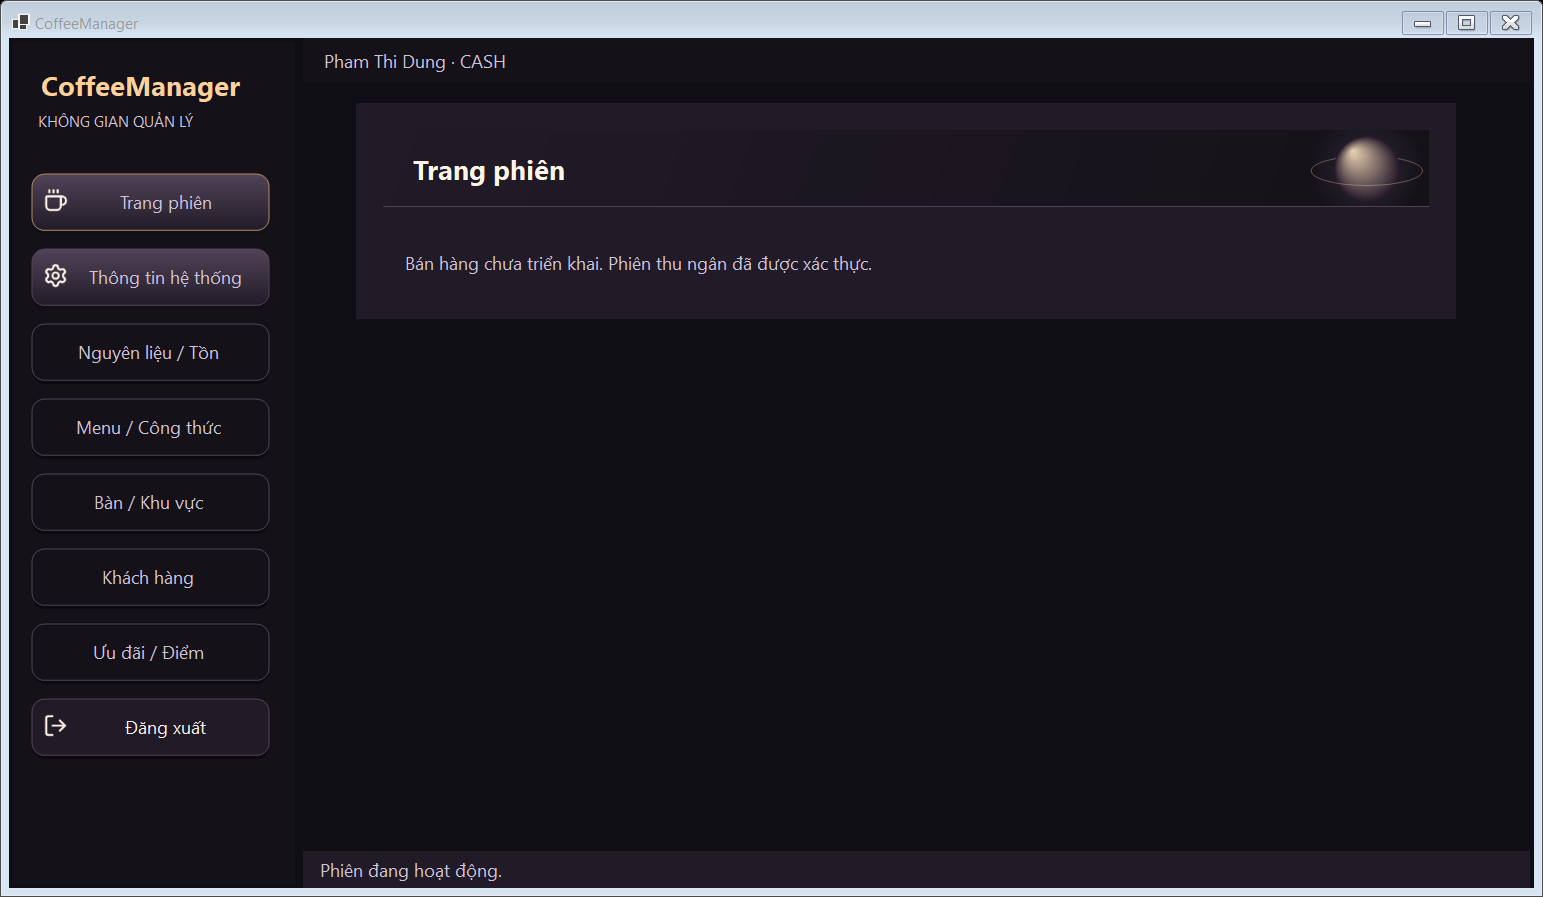 CoffeeManager
CoffeeManager
KHÔNG GIAN QUẢN LÝ
Trang phiên
Thông tin hệ thống
Nguyên liệu / Tồn
Menu / Công thức
Bàn / Khu vực
Khách hàng
Ưu đãi / Điểm
Đăng xuất
Pham Thi Dung · CASH
Trang phiên
Bán hàng chưa triển khai. Phiên thu ngân đã được xác thực.
Phiên đang hoạt động.